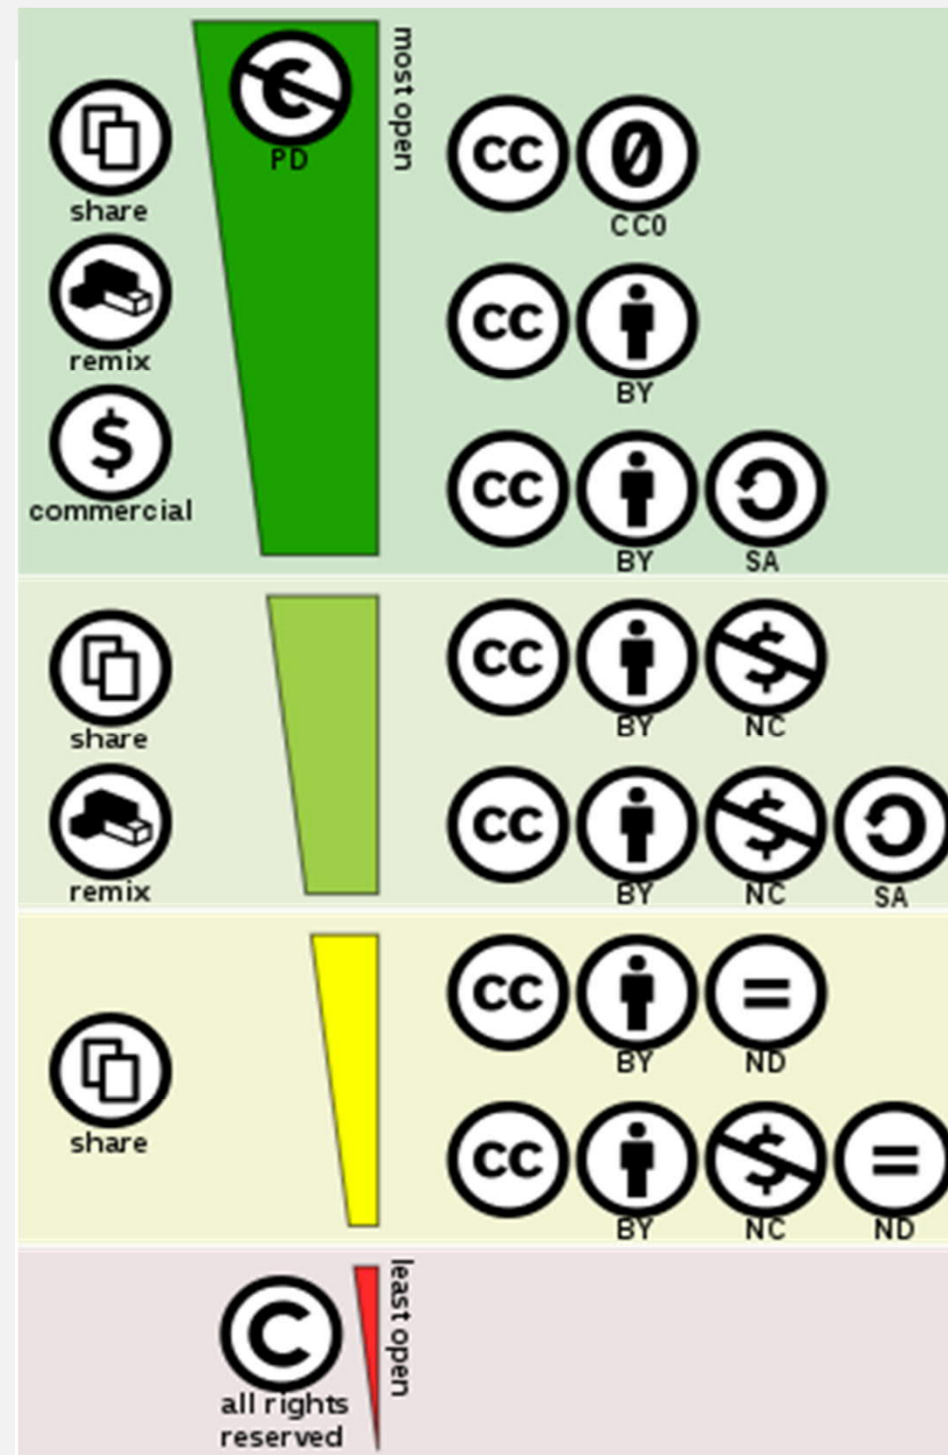 most open
PD
share
remix
$
commercial
cc 0
CC0
cc
BY
cc
BY SA
share
remix
cc $
BY NC
cc $
BY NC SA
share
cc =
BY ND
cc $ =
BY NC ND
C
all rights
reserved
least open